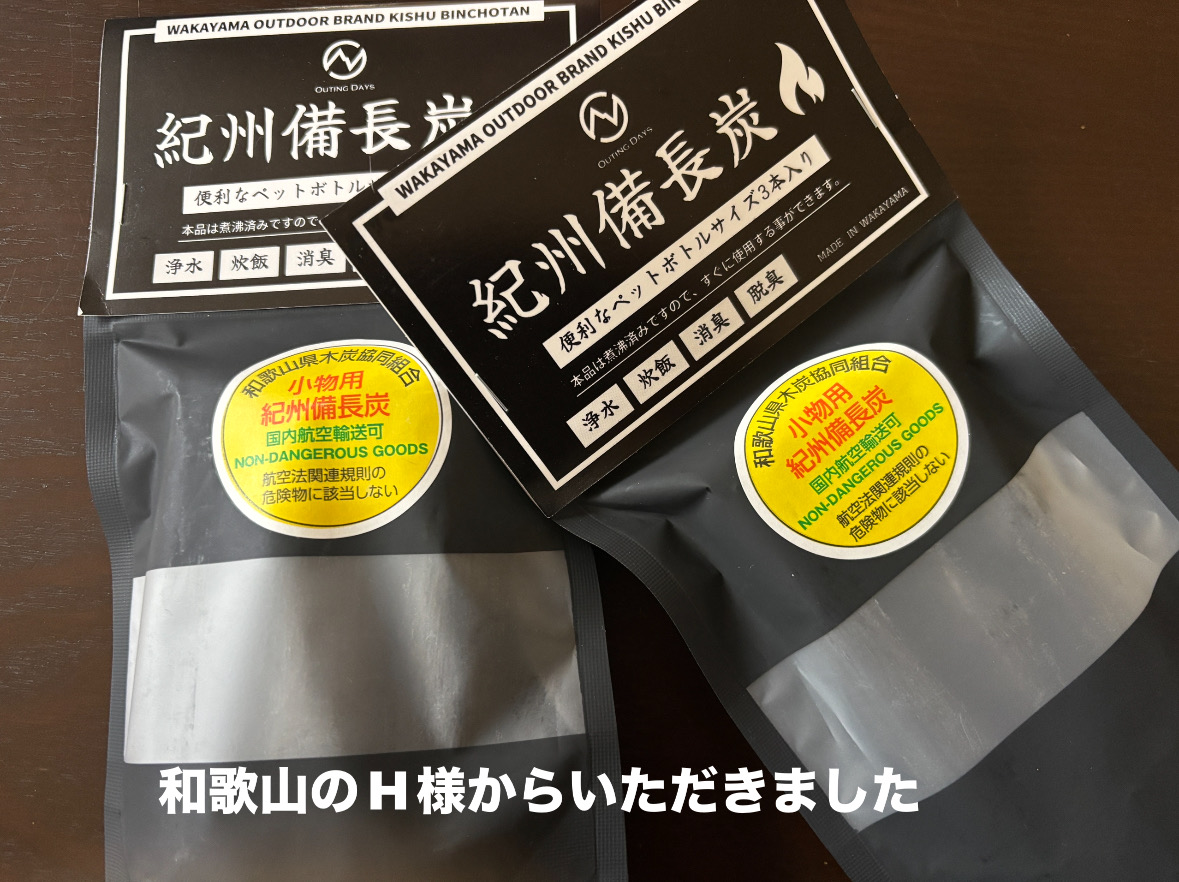 WAKAYAMA OUTDOOR BRAND KISHU BINCHOTAN
OUTING DAYS
紀州備長炭
便利なペットボトル
本品は煮沸済みですので
浄水 炊飯 消臭
和歌山県木炭協同組合
小物用
紀州備長炭
国内航空輸送可
NON-DANGEROUS GOODS
航空法関連規則の
危険物に該当しない
WAKAYAMA OUTDOOR BRAND KISHU BIN
OUTING DAYS
紀州備長炭
便利なペットボトルサイズ3本入り
本品は煮沸済みですので、すぐに使用する事ができます。
浄水 炊飯 消臭 脱臭
MADE IN WAKAYAMA
和歌山県木炭協同組合
小物用
紀州備長炭
国内航空輸送可
NON-DANGEROUS GOODS
航空法関連規則の
危険物に該当しない
和歌山のH様からいただきました